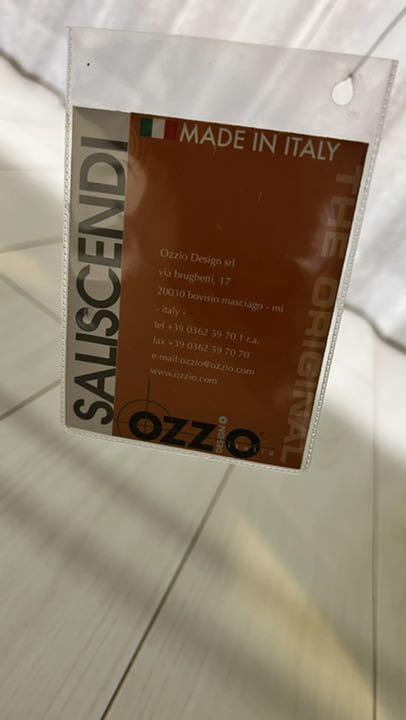 MADE IN ITALY
SALISCENDI
THE ORIGINAL
Ozzio Design srl
via brughetti, 17
20030 bovisio masciago - mi
- italy -
tel +39 0362 59 70.1 r.a.
fax +39 0362 59 70 70
e-mail:ozzio@ozzio.com
www.ozzio.com
OZZIO
DESIGN